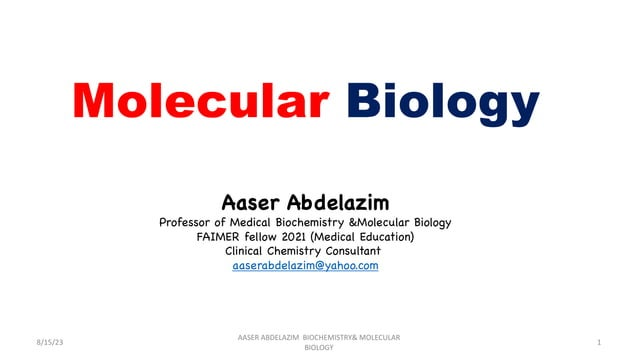 Molecular Biology
Aaser Abdelazim
Professor of Medical Biochemistry &Molecular Biology
FAIMER fellow 2021 (Medical Education)
Clinical Chemistry Consultant
aaserabdelazim@yahoo.com
8/15/23
AASER ABDELAZIM BIOCHEMISTRY& MOLECULAR
BIOLOGY
1